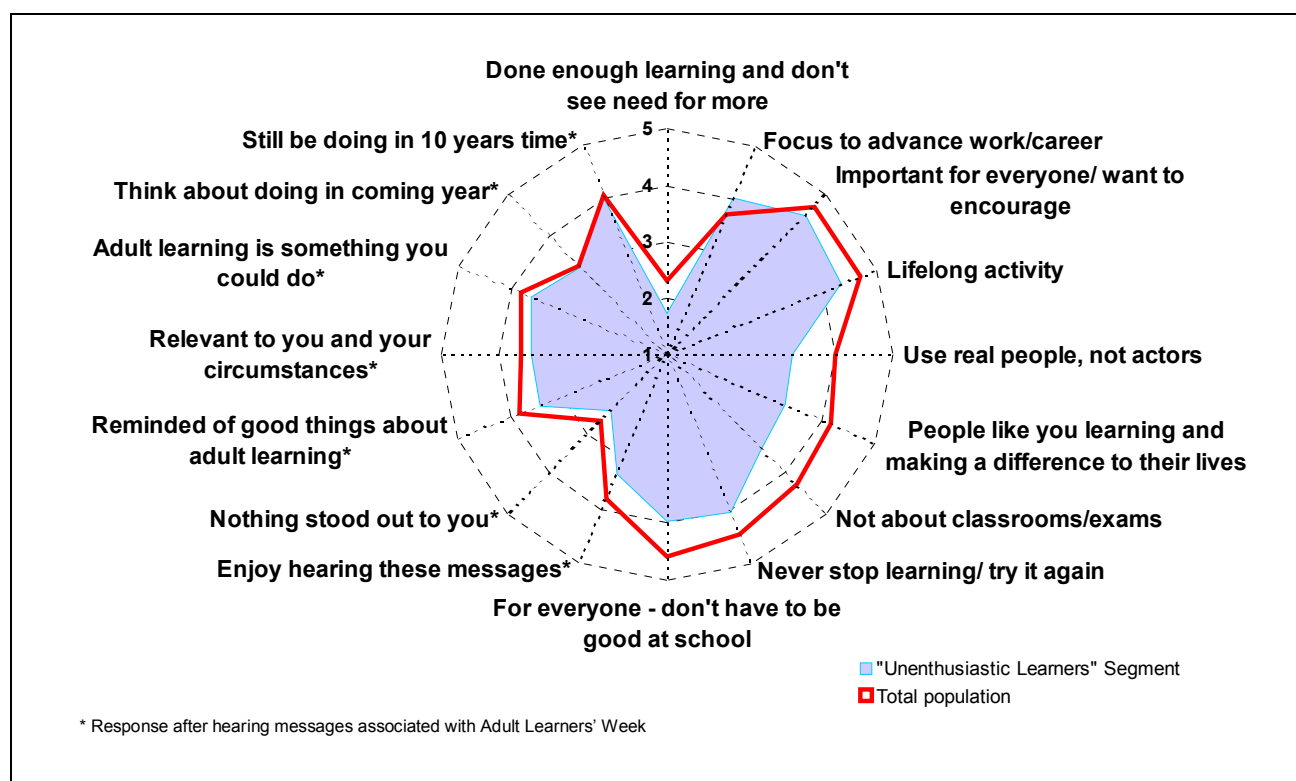 Done enough learning and don't
see need for more
Still be doing in 10 years time*
Focus to advance work/career
Think about doing in coming year*
Important for everyone/ want to
encourage
Adult learning is something you
could do*
Lifelong activity
Relevant to you and your
circumstances*
Use real people, not actors
Reminded of good things about
adult learning*
People like you learning and
making a difference to their lives
Nothing stood out to you*
Not about classrooms/exams
Enjoy hearing these messages*
Never stop learning/ try it again
For everyone - don't have to be
good at school
5
4
3
2
1
"Unenthusiastic Learners" Segment
Total population
* Response after hearing messages associated with Adult Learners’ Week